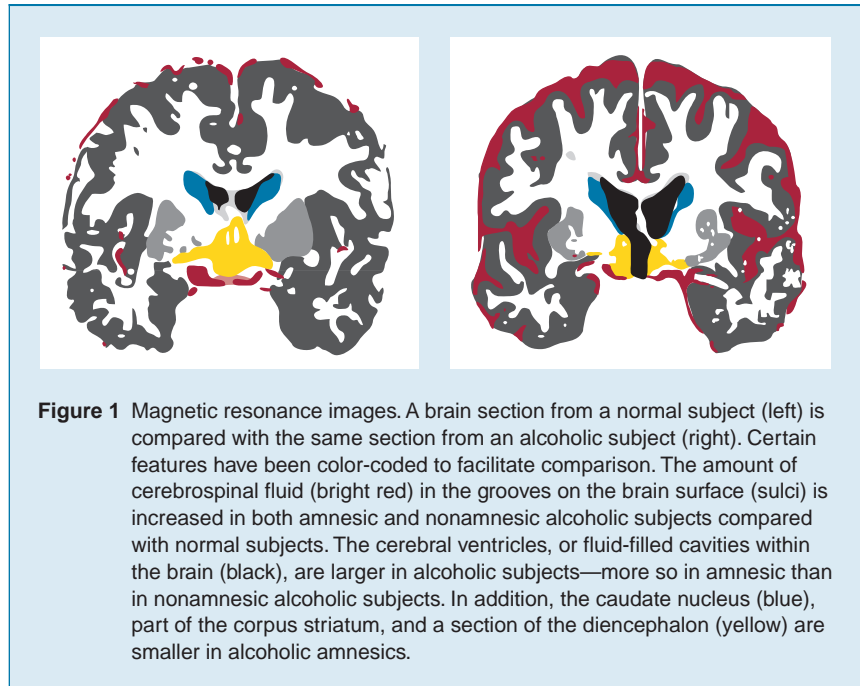 Figure 1 Magnetic resonance images. A brain section from a normal subject (left) is
compared with the same section from an alcoholic subject (right). Certain
features have been color-coded to facilitate comparison. The amount of
cerebrospinal fluid (bright red) in the grooves on the brain surface (sulci) is
increased in both amnesic and nonamnesic alcoholic subjects compared
with normal subjects. The cerebral ventricles, or fluid-filled cavities within
the brain (black), are larger in alcoholic subjects—more so in amnesic than
in nonamnesic alcoholic subjects. In addition, the caudate nucleus (blue),
part of the corpus striatum, and a section of the diencephalon (yellow) are
smaller in alcoholic amnesics.